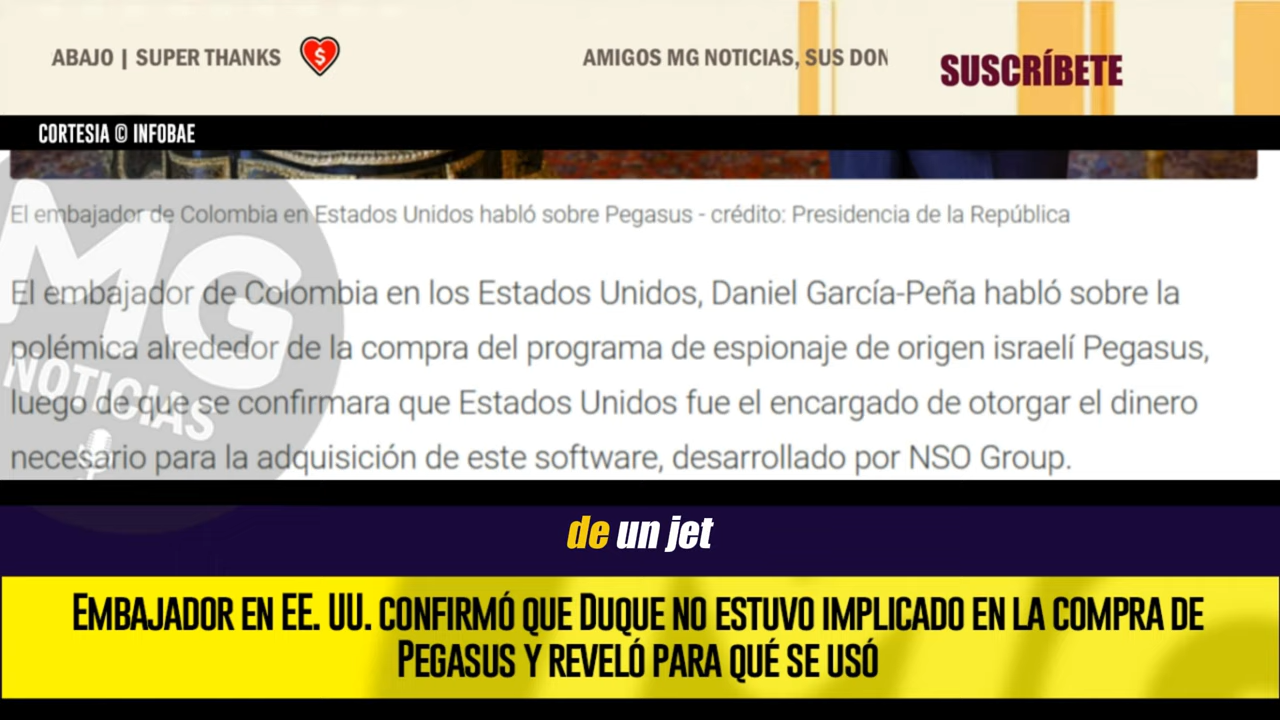 ABAJO | SUPER THANKS
AMIGOS MG NOTICIAS, SUS DON
SUSCRÍBETE
CORTESIA © INFOBAE
El embajador de Colombia en Estados Unidos habló sobre Pegasus - crédito: Presidencia de la República
El embajador de Colombia en los Estados Unidos, Daniel García-Peña habló sobre la
polémica alrededor de la compra del programa de espionaje de origen israelí Pegasus,
luego de que se confirmara que Estados Unidos fue el encargado de otorgar el dinero
necesario para la adquisición de este software, desarrollado por NSO Group.
MG
NOTICIAS
de un jet
EMBAJADOR EN EE. UU. CONFIRMÓ QUE DUQUE NO ESTUVO IMPLICADO EN LA COMPRA DE
PEGASUS Y REVELÓ PARA QUÉ SE USÓ